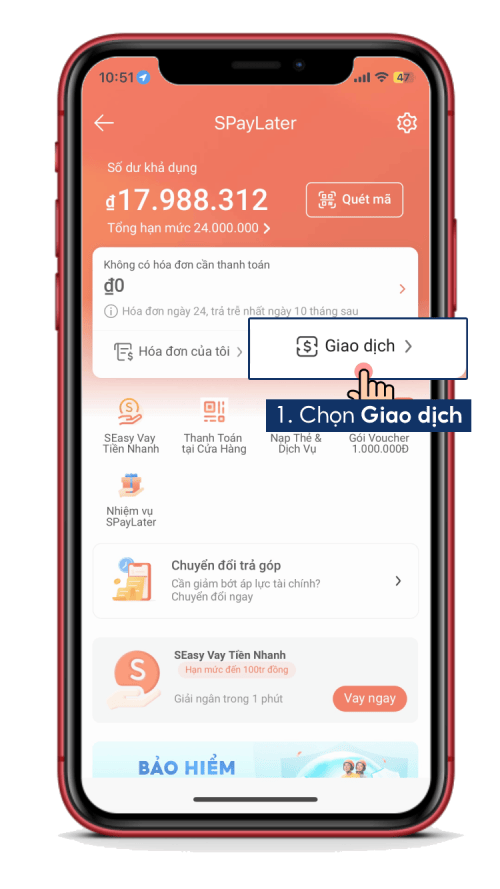 10:51
47
SPayLater
Số dư khả dụng
₫17.988.312
Quét mã
Tổng hạn mức 24.000.000
Không có hóa đơn cần thanh toán
₫0
Hóa đơn ngày 24, trả trễ nhất ngày 10 tháng sau
Hóa đơn của tôi
Giao dịch
1. Chọn Giao dịch
SEasy Vay
Tiền Nhanh
Thanh Toán
tại Cửa Hàng
Nạp Thẻ &
Dịch Vụ
Gói Voucher
1.000.000Đ
Nhiệm vụ
SPayLater
Chuyển đổi trả góp
Cần giảm bớt áp lực tài chính?
Chuyển đổi ngay
S
SEasy Vay Tiền Nhanh
Hạn mức đến 100tr đồng
Giải ngân trong 1 phút
Vay ngay
BẢO HIỂM